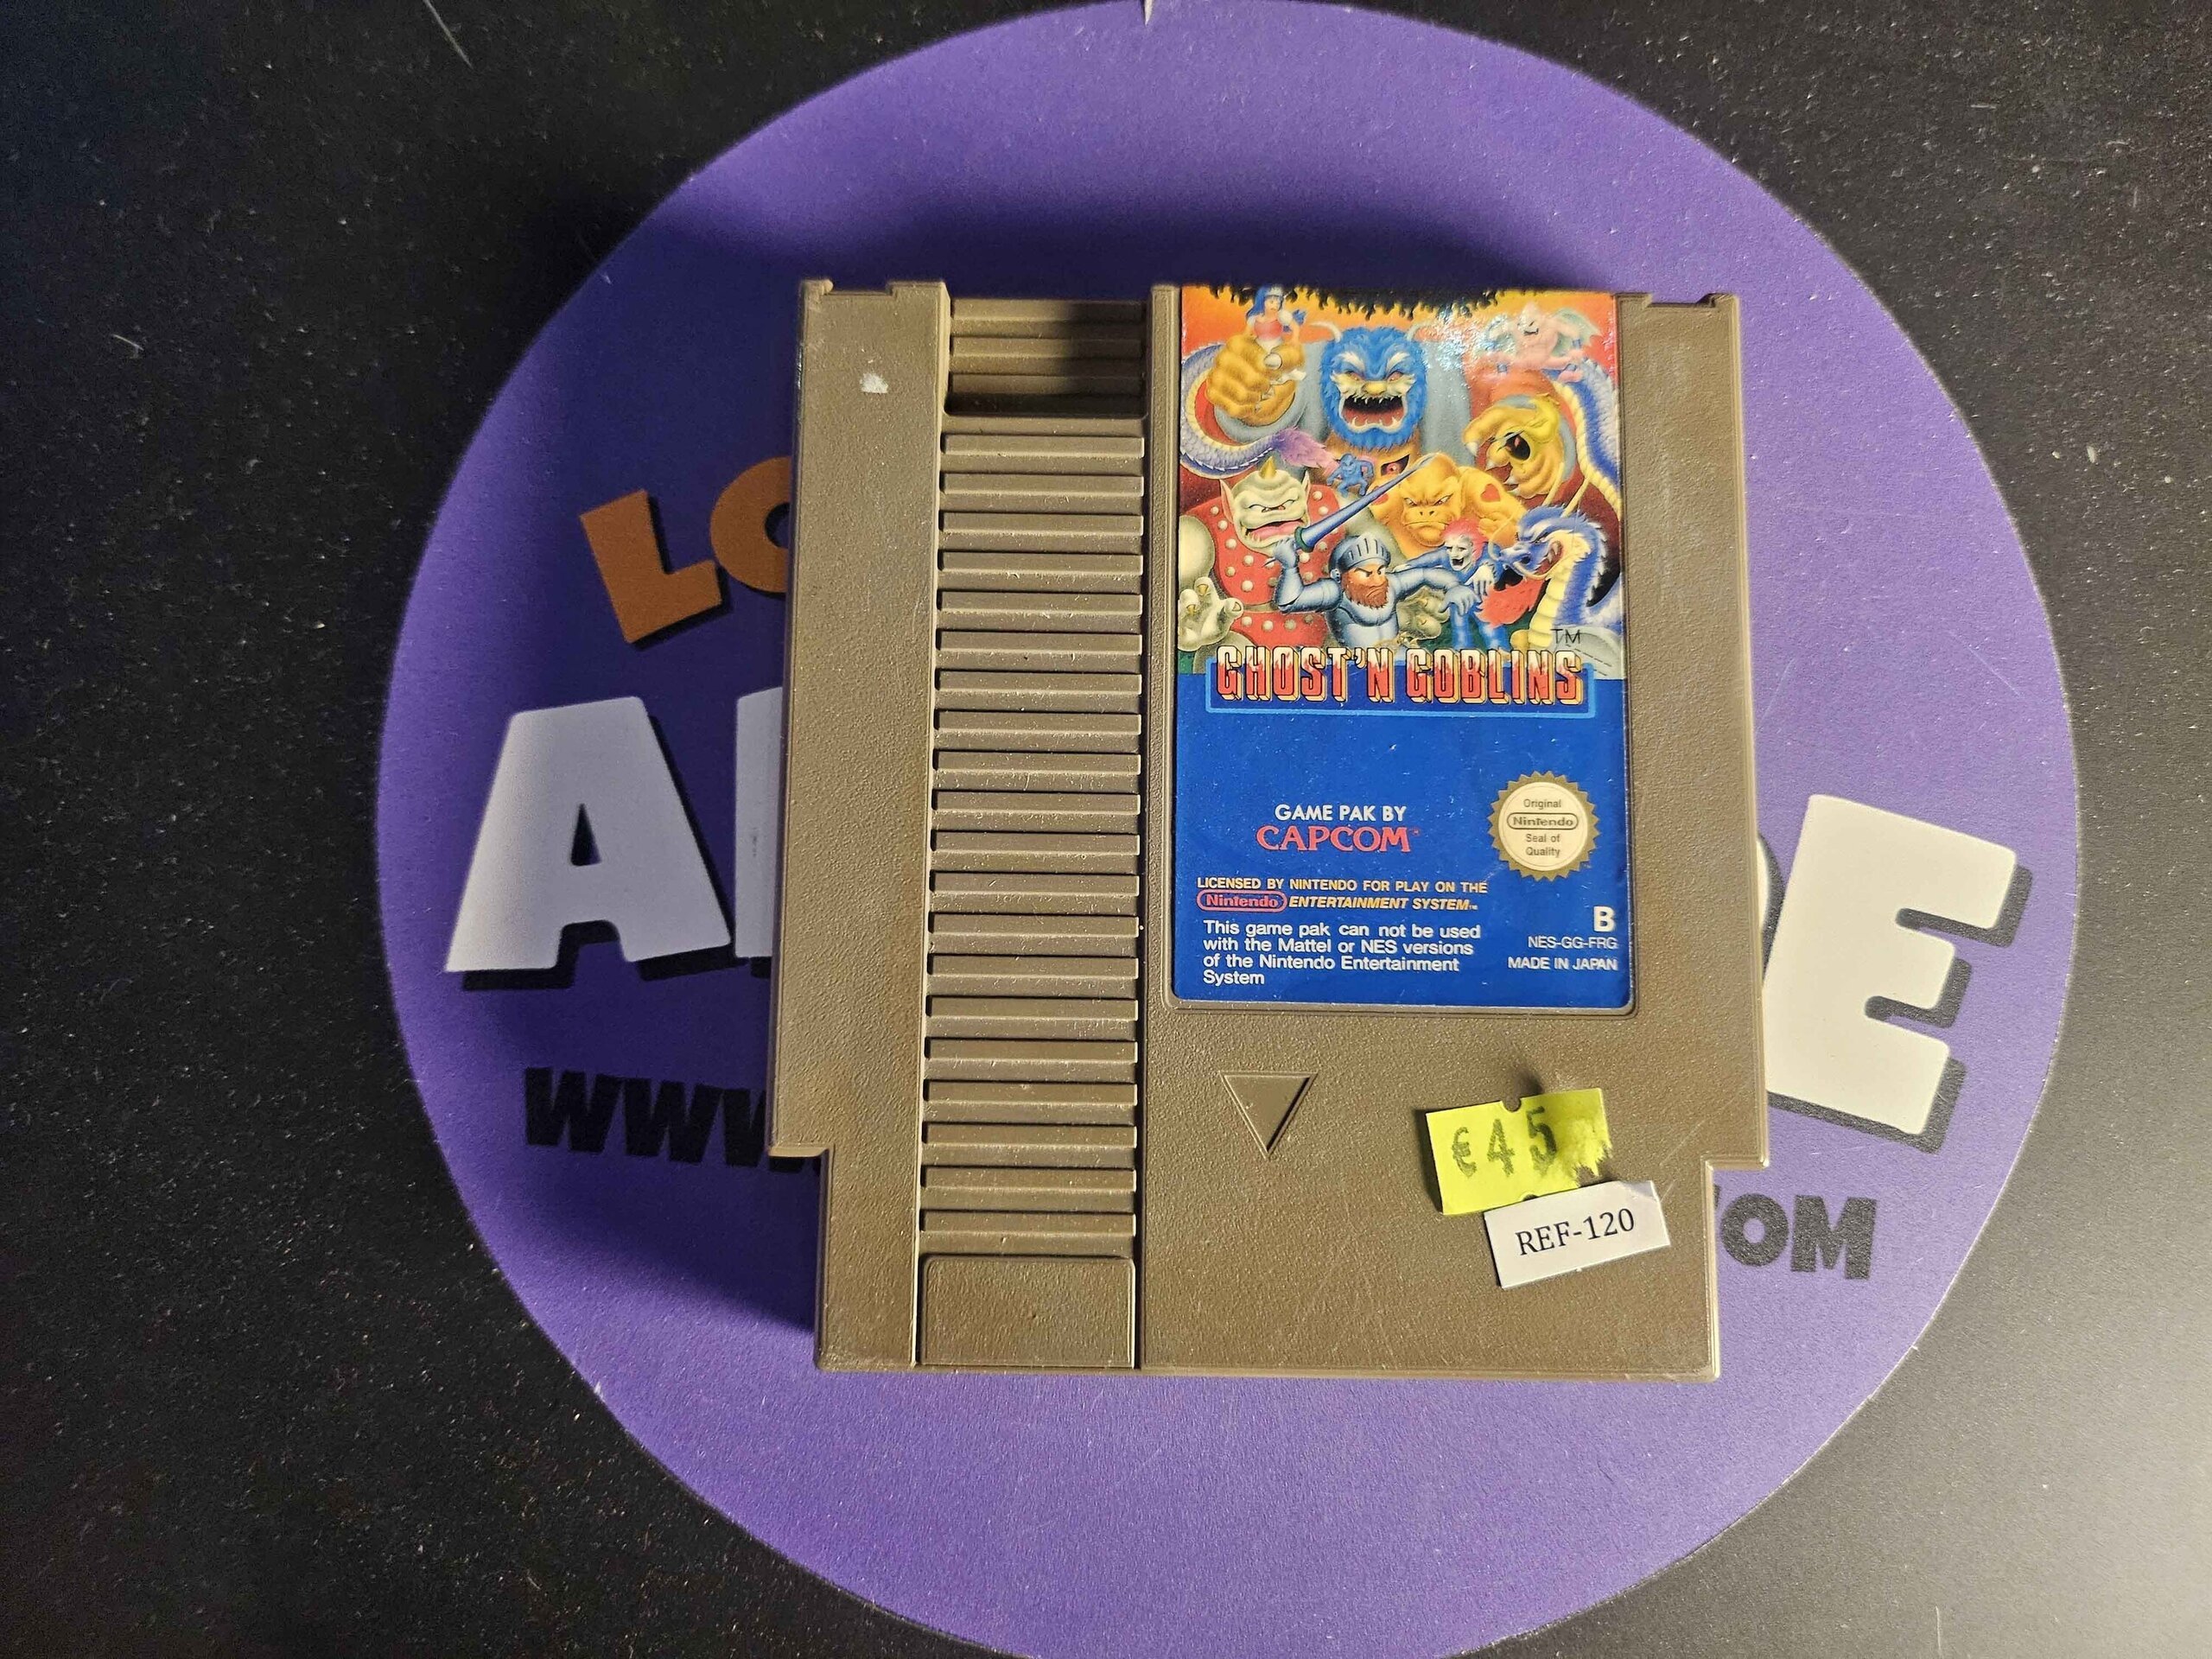 TM
GHOST'N GOBLINS
GAME PAK BY
CAPCOM
Original
Nintendo
Seal of
Quality
LICENSED BY NINTENDO FOR PLAY ON THE
Nintendo ENTERTAINMENT SYSTEM™
This game pak can not be used
with the Mattel or NES versions
of the Nintendo Entertainment
System
B
NES-GG-FRG
MADE IN JAPAN
€45
REF-120